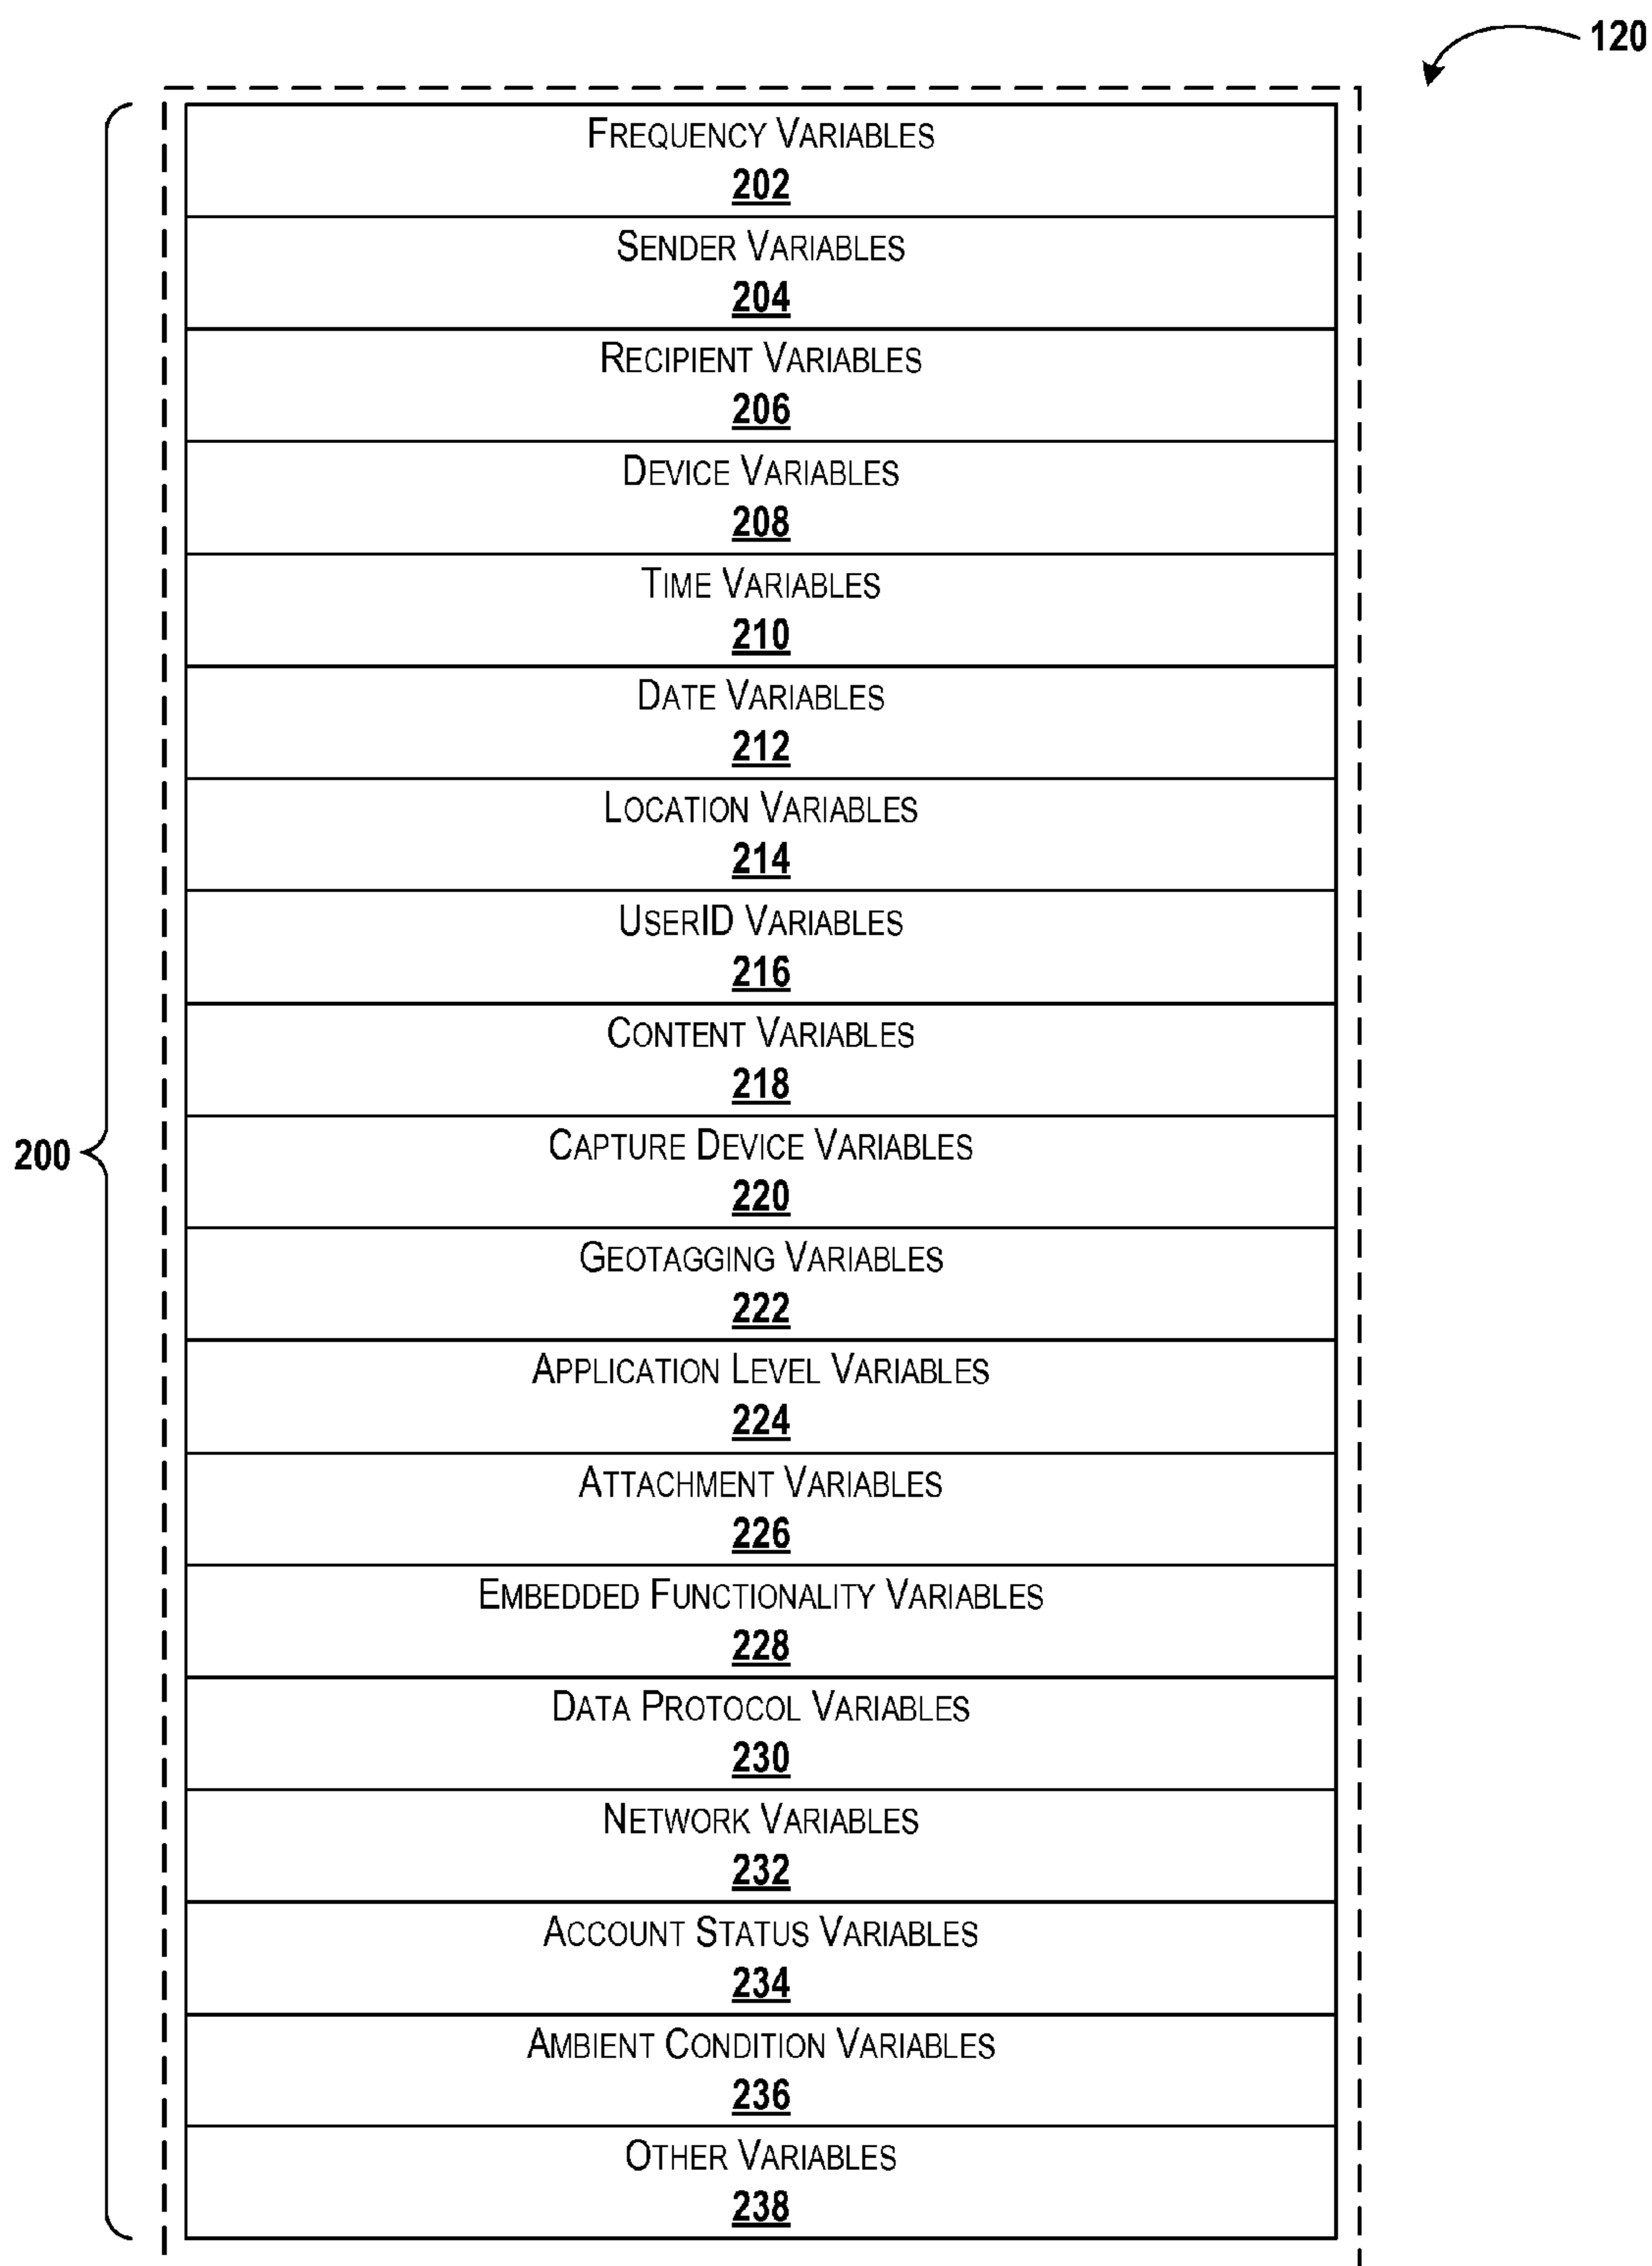 120
FREQUENCY VARIABLES
202
SENDER VARIABLES
204
RECIPIENT VARIABLES
206
DEVICE VARIABLES
208
TIME VARIABLES
210
DATE VARIABLES
212
LOCATION VARIABLES
214
USERID VARIABLES
216
CONTENT VARIABLES
218
200
CAPTURE DEVICE VARIABLES
220
GEOTAGGING VARIABLES
222
APPLICATION LEVEL VARIABLES
224
ATTACHMENT VARIABLES
226
EMBEDDED FUNCTIONALITY VARIABLES
228
DATA PROTOCOL VARIABLES
230
NETWORK VARIABLES
232
ACCOUNT STATUS VARIABLES
234
AMBIENT CONDITION VARIABLES
236
OTHER VARIABLES
238